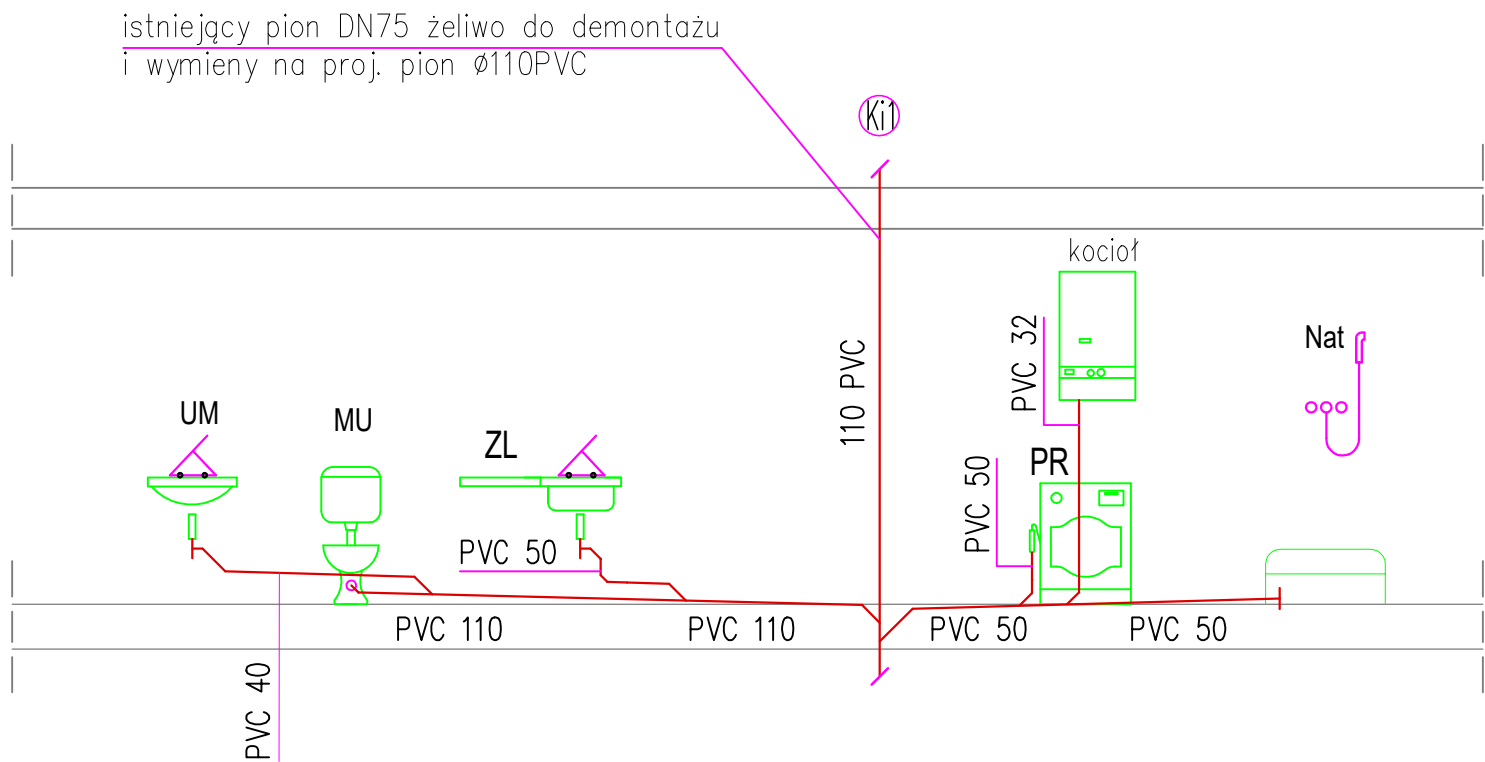 istniejący pion DN75 żeliwo do demontażu
i wymieny na proj. pion Ø110PVC
Ki1
kocioł
PVC 32
Nat
110 PVC
UM
MU
ZL
PR
PVC 50
PVC 50
PVC 110
PVC 110
PVC 50
PVC 50
PVC 40